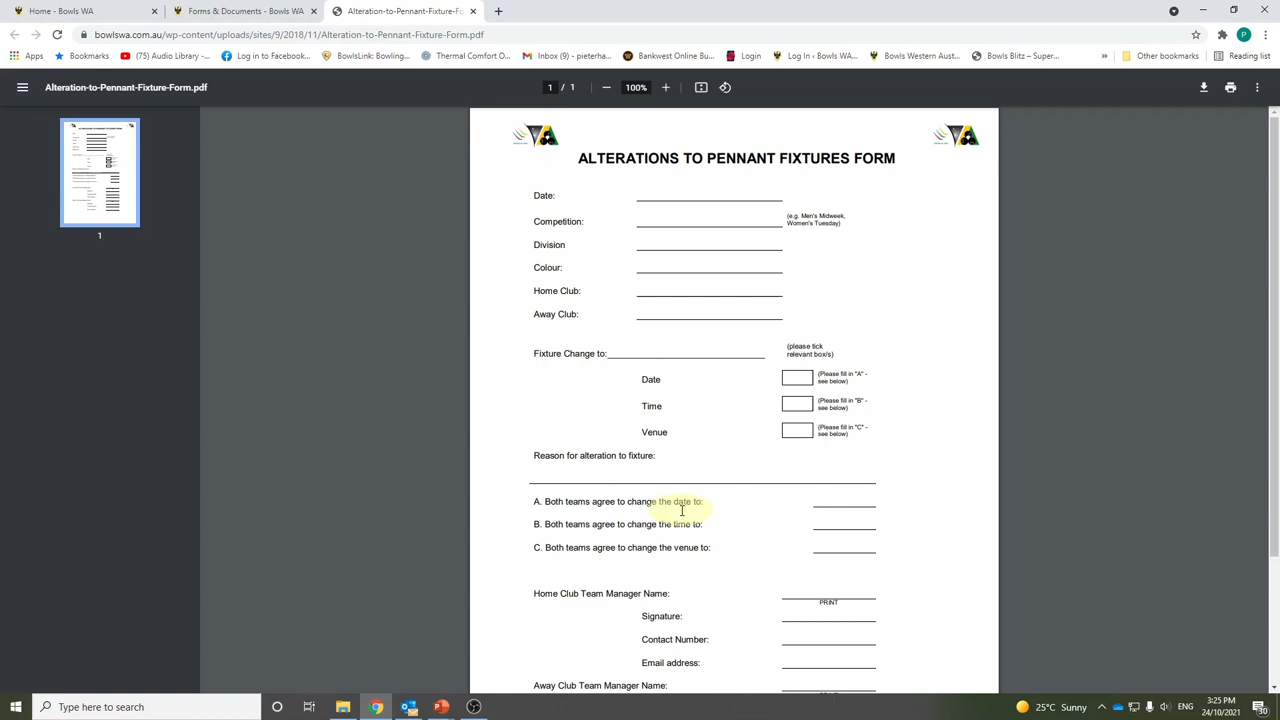 Home - Bowls WA
Forms & Documents - Bowls WA
Alteration-to-Pennant-Fixture-For
bowlswa.com.au/wp-content/uploads/sites/9/2018/11/Alteration-to-Pennant-Fixture-Form.pdf
P
Apps
Bookmarks
(75) Audio Library -...
Log in to Facebook...
BowlsLink: Bowling...
Thermal Comfort O...
Inbox (9) - pieterha...
Bankwest Online Bu...
Login
Log In ‹ Bowls WA...
Bowls Western Aust...
Bowls Blitz – Super...
»
Other bookmarks
Reading list
Alteration-to-Pennant-Fixture-Form.pdf
1 / 1
100%
1
ALTERATIONS TO PENNANT FIXTURES FORM
Date:
Competition:
(e.g. Men's Midweek,
Women's Tuesday)
Division
Colour:
Home Club:
Away Club:
Fixture Change to:
(please tick
relevant box/s)
Date
(Please fill in "A" -
see below)
Time
(Please fill in "B" -
see below)
Venue
(Please fill in "C" -
see below)
Reason for alteration to fixture:
A. Both teams agree to change the date to:
B. Both teams agree to change the time to:
C. Both teams agree to change the venue to:
Home Club Team Manager Name:
PRINT
Signature:
Contact Number:
Email address:
Away Club Team Manager Name:
Type here to search
25°C Sunny
3:25 PM
24/10/2021
30